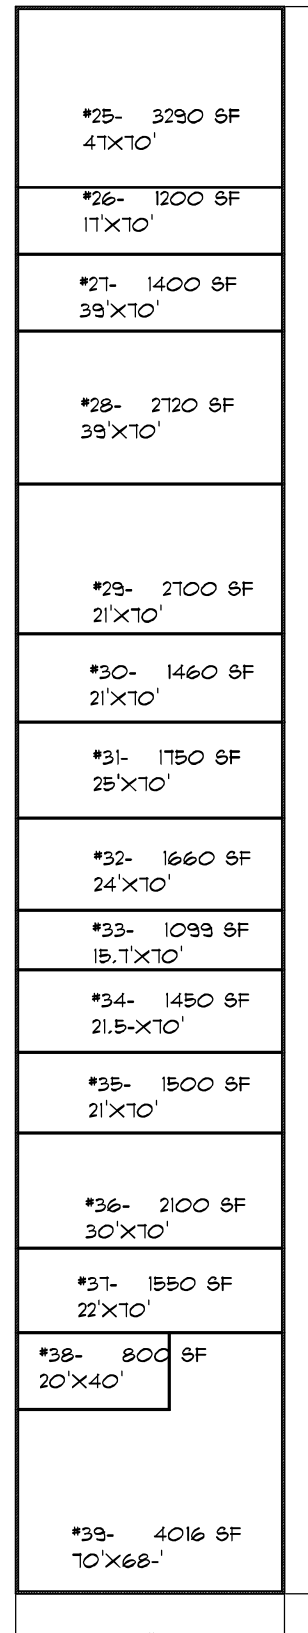 #25- 3290 SF
47X70'
#26- 1200 SF
17'X70'
#27- 1400 SF
39'X70'
#28- 2720 SF
39'X70'
#29- 2700 SF
21'X70'
#30- 1460 SF
21'X70'
#31- 1750 SF
25'X70'
#32- 1660 SF
24'X70'
#33- 1099 SF
15.7'X70'
#34- 1450 SF
21.5-X70'
#35- 1500 SF
21'X70'
#36- 2100 SF
30'X70'
#37- 1550 SF
22'X70'
#38- 800 SF
20'X40'
#39- 4016 SF
70'X68-'